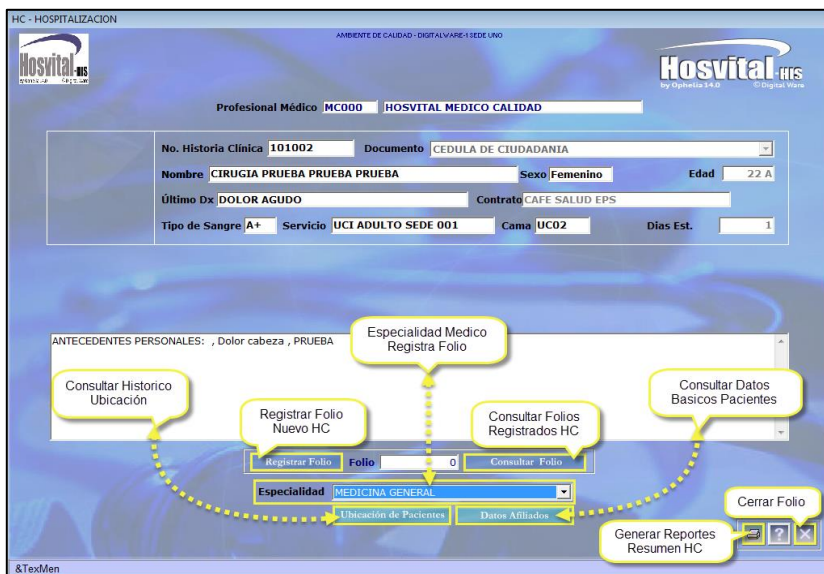 HC - HOSPITALIZACION
AMBIENTE DE CALIDAD - DIGITALWARE-1 SEDE UNO
Hosvital-HIS
Hosvital-HIS
by Ophelia 14.0 © Digital Ware
Profesional Médico MC000 HOSVITAL MEDICO CALIDAD
No. Historia Clínica 101002 Documento CEDULA DE CIUDADANIA
Nombre CIRUGIA PRUEBA PRUEBA PRUEBA Sexo Femenino Edad 22 A
Último Dx DOLOR AGUDO Contrato CAFE SALUD EPS
Tipo de Sangre A+ Servicio UCI ADULTO SEDE 001 Cama UC02 Dias Est. 1
ANTECEDENTES PERSONALES: , Dolor cabeza , PRUEBA
Especialidad Medico
Registra Folio
Consultar Historico
Ubicación
Consultar Datos
Basicos Pacientes
Registrar Folio
Nuevo HC
Consultar Folios
Registrados HC
Registrar Folio Folio 0 Consultar Folio
Especialidad MEDICINA GENERAL
Ubicación de Pacientes Datos Afiliados
Cerrar Folio
Generar Reportes
Resumen HC
?
&TexMen